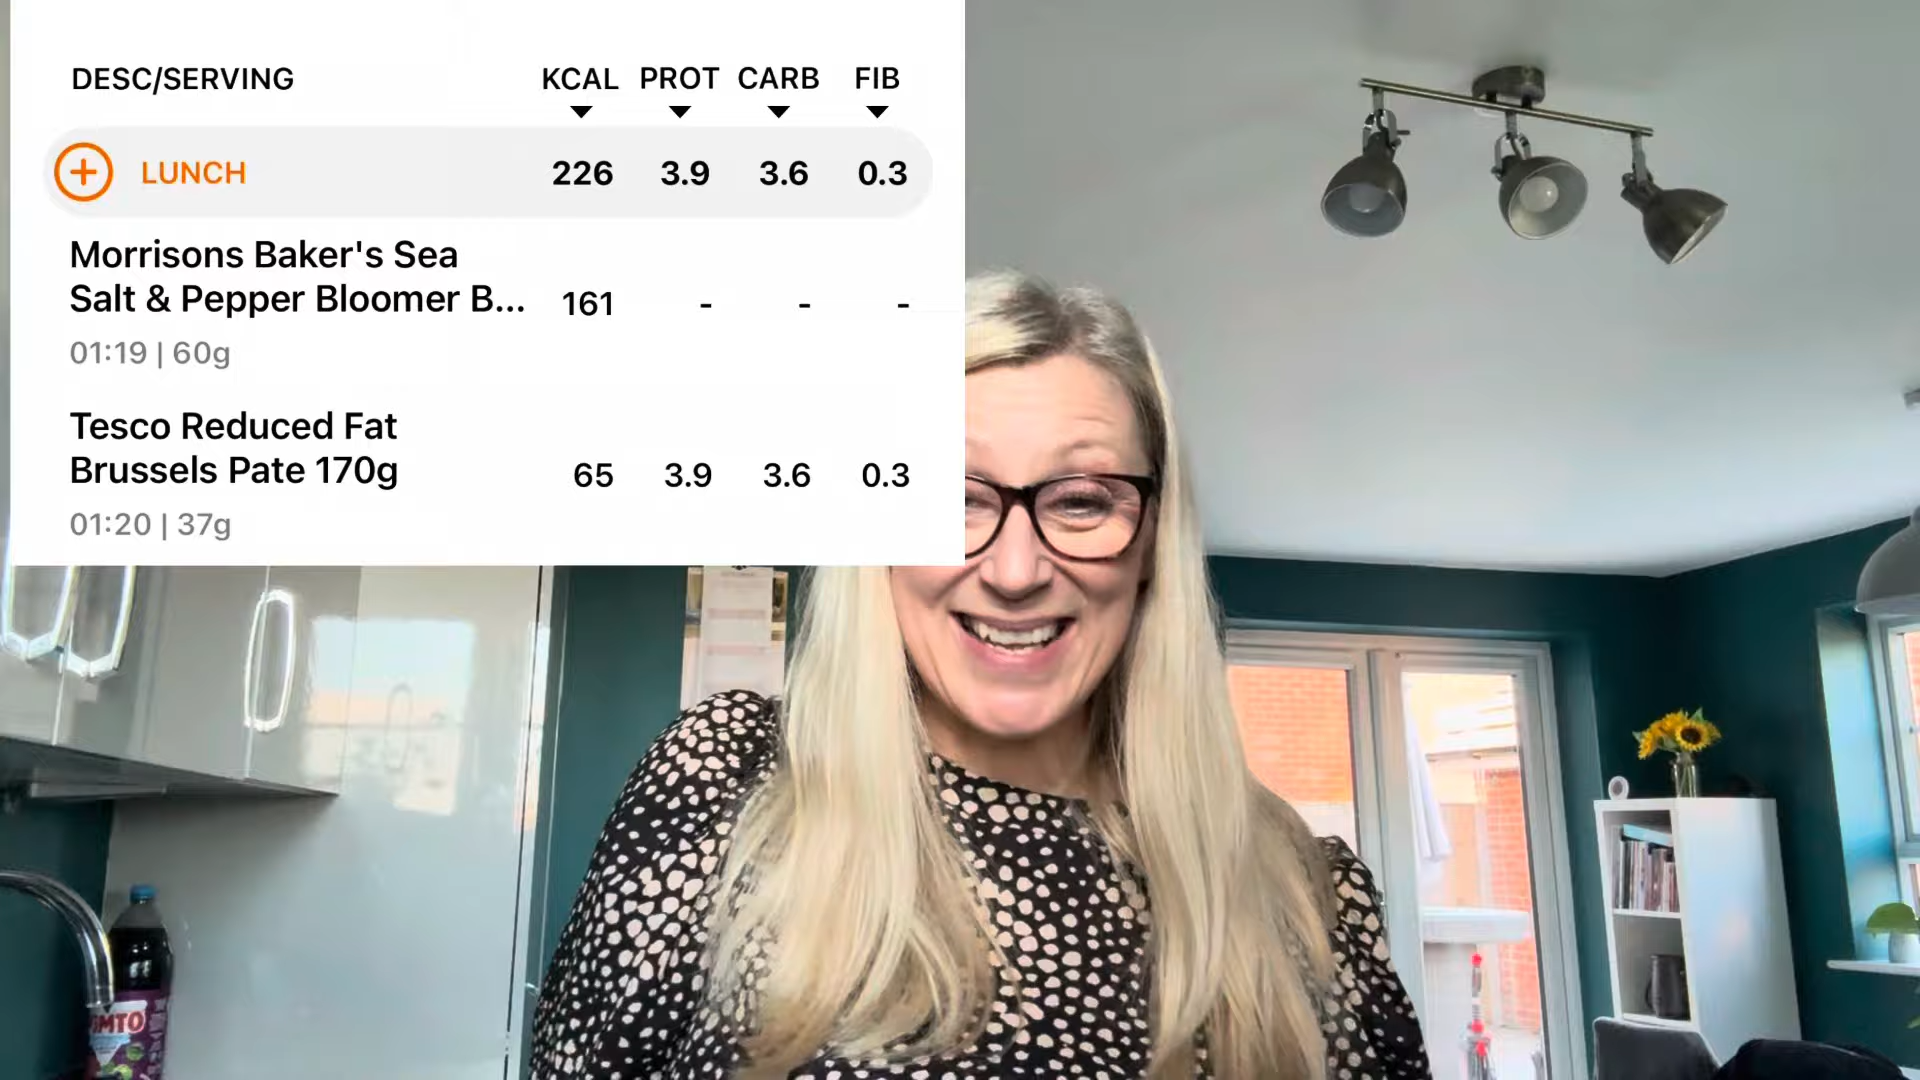 DESC/SERVING KCAL PROT CARB FIB
LUNCH 226 3.9 3.6 0.3
Morrisons Baker's Sea
Salt & Pepper Bloomer B... 161 - - -
01:19 | 60g
Tesco Reduced Fat
Brussels Pate 170g 65 3.9 3.6 0.3
01:20 | 37g
IMTO